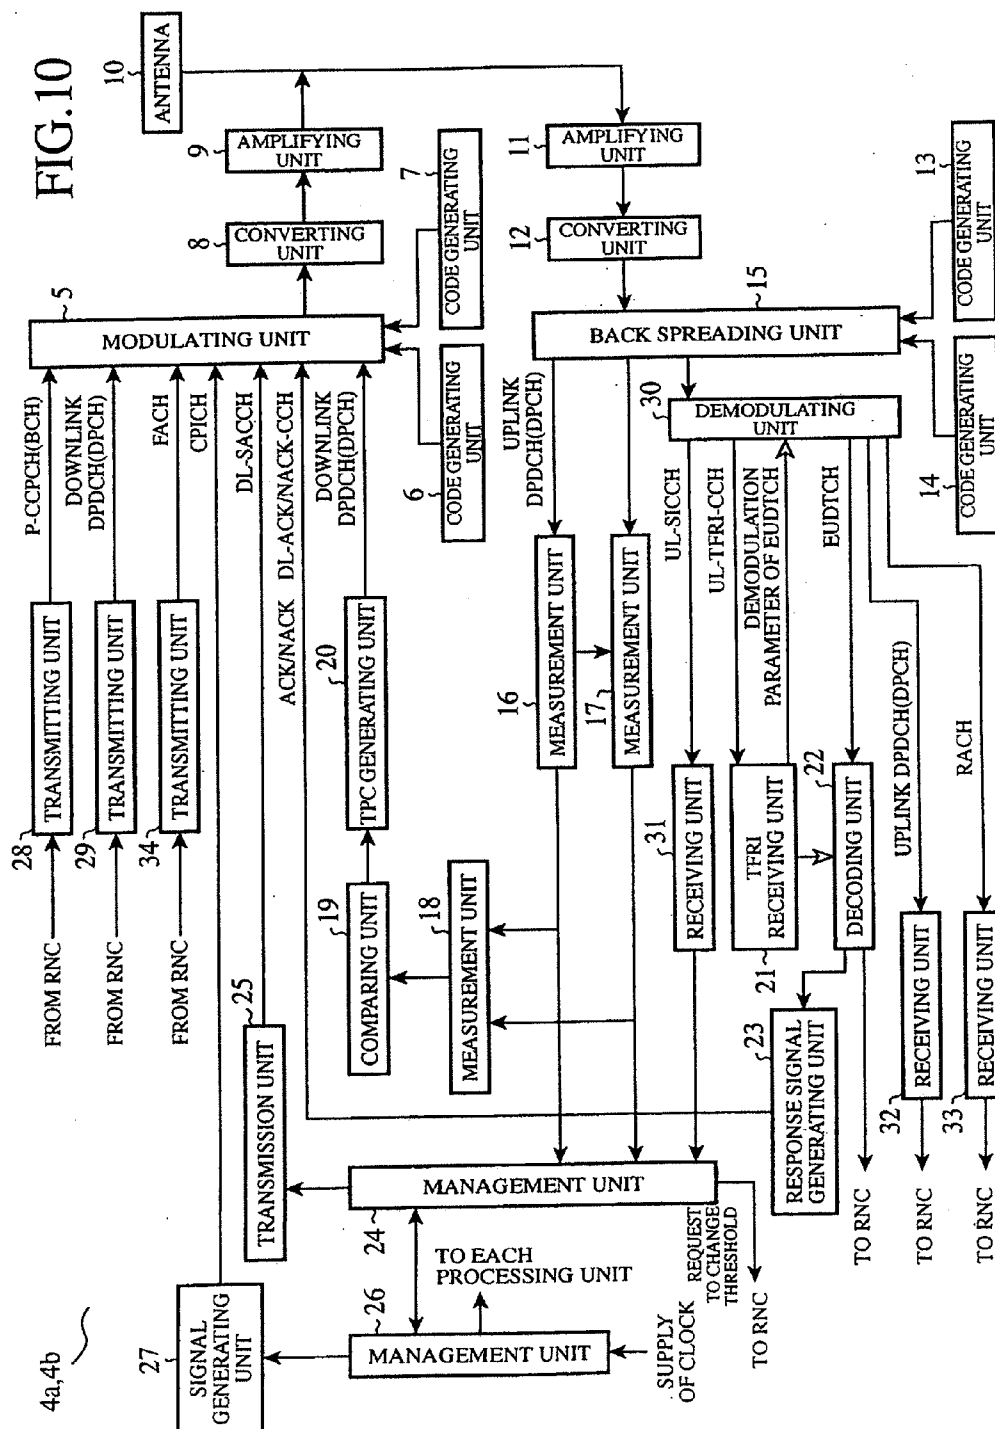 FIG.10
4a,4b
10
ANTENNA
9
AMPLIFYING
UNIT
8
CONVERTING
UNIT
7
CODE GENERATING
UNIT
6
CODE GENERATING
UNIT
5
MODULATING UNIT
P-CCPCH(BCH)
DOWNLINK
DPDCH(DPCH)
FACH
CPICH
DL-SACCH
ACK/NACK DL-ACK/NACK-CCH
DOWNLINK
DPDCH(DPCH)
28
TRANSMITTING UNIT
FROM RNC
29
TRANSMITTING UNIT
FROM RNC
34
TRANSMITTING UNIT
FROM RNC
25
TRANSMISSION UNIT
27
SIGNAL
GENERATING
UNIT
20
TPC GENERATING UNIT
19
COMPARING UNIT
18
MEASUREMENT UNIT
11
AMPLIFYING
UNIT
12
CONVERTING
UNIT
13
CODE GENERATING
UNIT
14
CODE GENERATING
UNIT
15
BACK SPREADING UNIT
UPLINK
DPDCH(DPCH)
16
MEASUREMENT UNIT
17
MEASUREMENT UNIT
30
DEMODULATING
UNIT
UL-SICCH
UL-TFRI-CCH
DEMODULATION
PARAMETER OF EUDTCH
EUDTCH
UPLINK DPDCH(DPCH)
RACH
31
RECEIVING UNIT
TFRI
RECEIVING UNIT
21
22
DECODING UNIT
23
RESPONSE SIGNAL
GENERATING UNIT
32
RECEIVING UNIT
33
RECEIVING UNIT
TO RNC
TO RNC
TO RNC
MANAGEMENT UNIT
24
REQUEST
TO CHANGE
THRESHOLD
TO RNC
26
MANAGEMENT UNIT
TO EACH
PROCESSING UNIT
SUPPLY
OF CLOCK